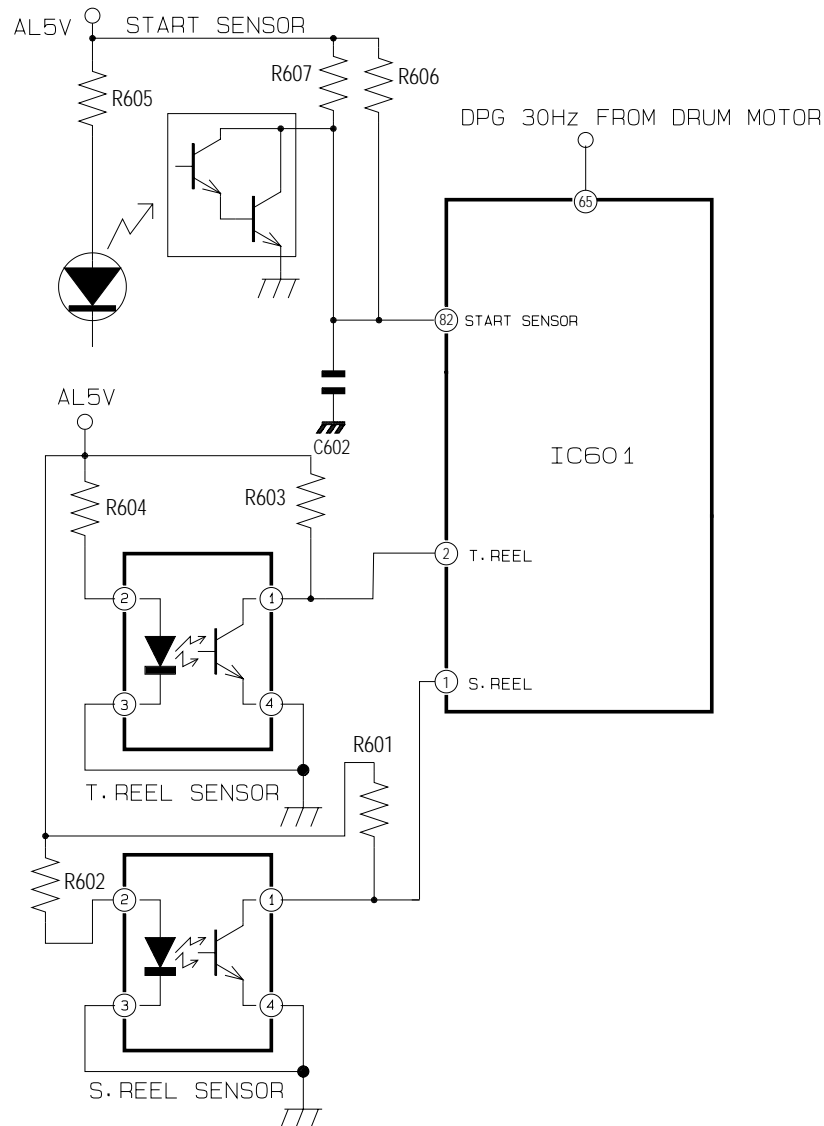 AL5V START SENSOR
R607 R606
R605
DPG 30Hz FROM DRUM MOTOR
65
82 START SENSOR
AL5V
C602
IC601
R604 R603
2 T.REEL
2 1
3 4
1 S.REEL
R601
T.REEL SENSOR
R602
2 1
3 4
S.REEL SENSOR